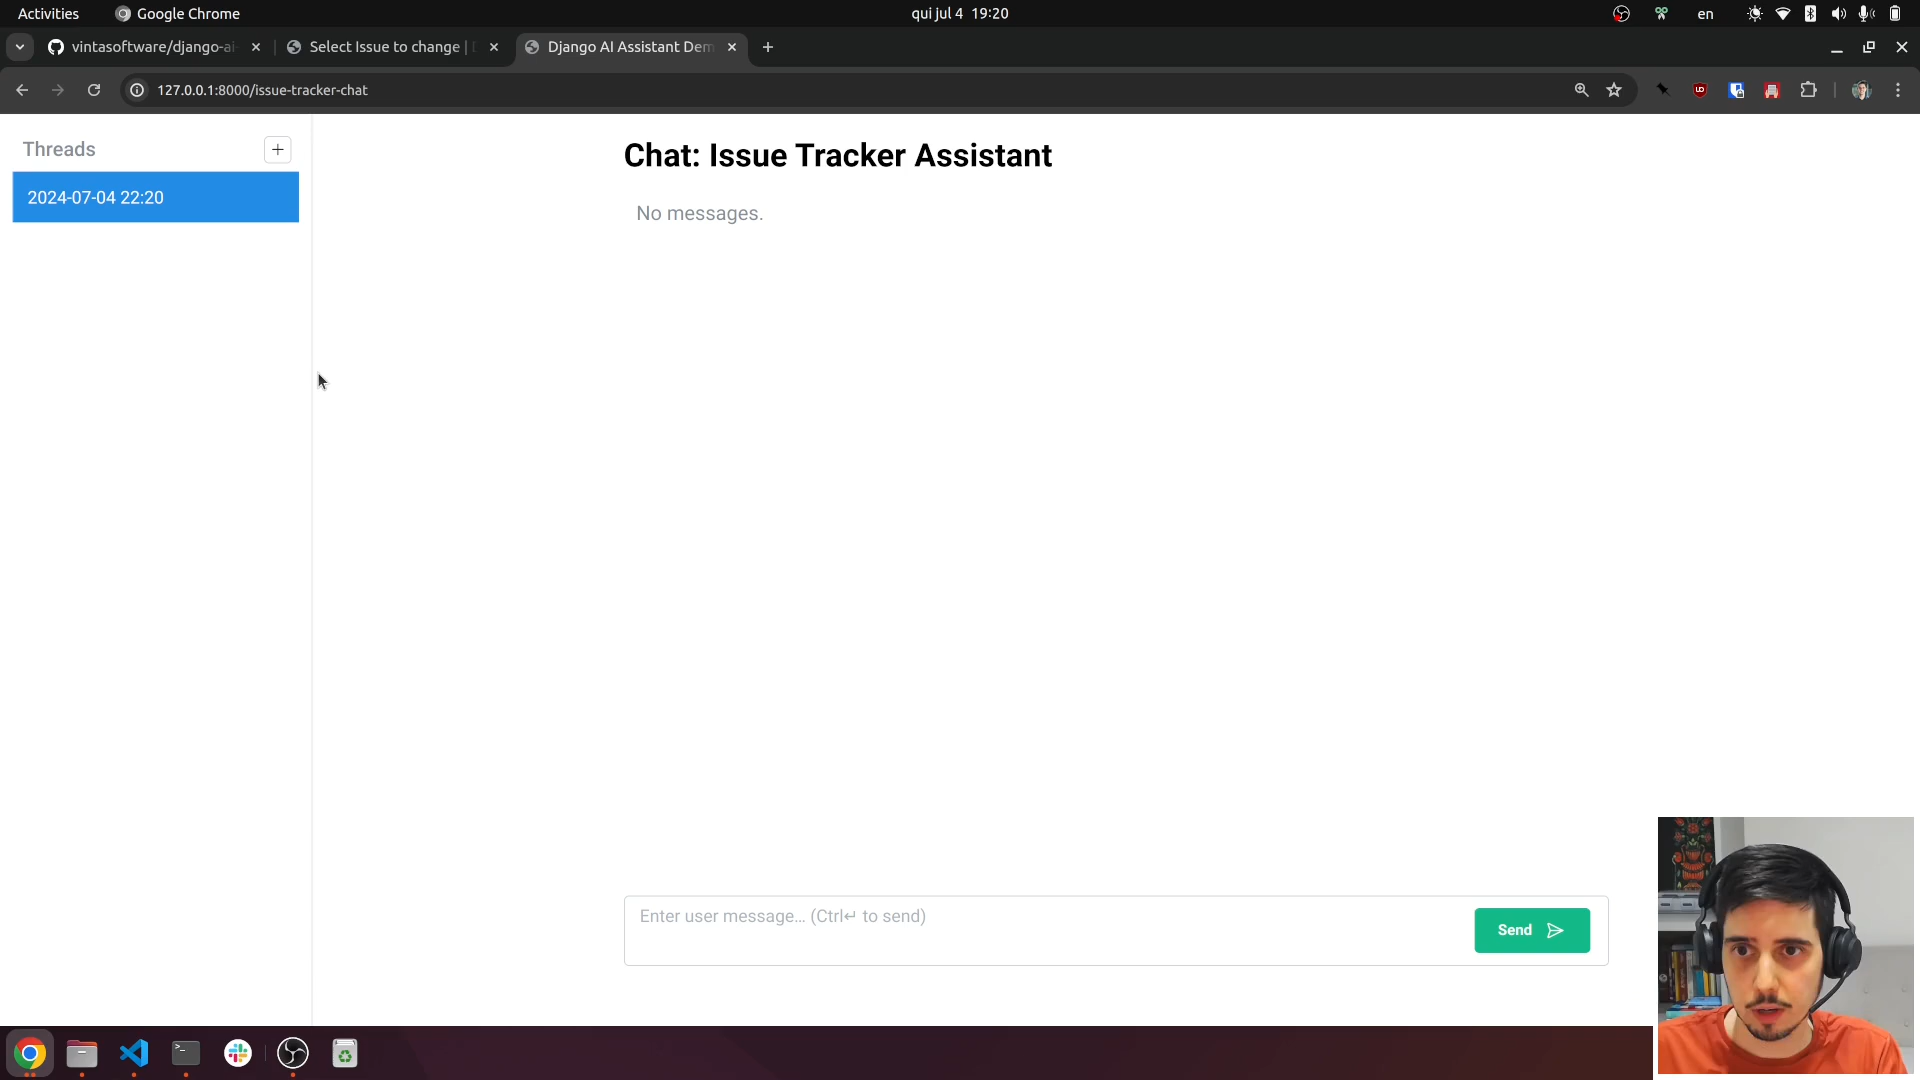 Activities
Google Chrome
qui jul 4 19:20
en
vintasoftware/django-ai-
Select Issue to change |
Django AI Assistant Dem
127.0.0.1:8000/issue-tracker-chat
Threads
2024-07-04 22:20
Chat: Issue Tracker Assistant
No messages.
Enter user message... (Ctrl↵ to send)
Send